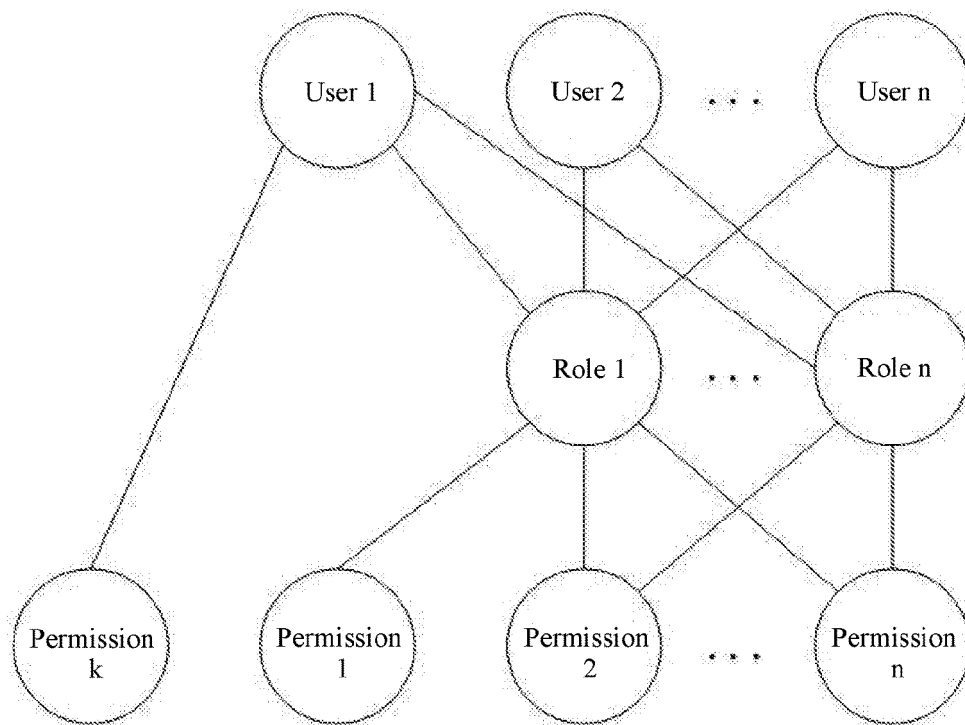 User 1
User 2
...
User n
Role 1
...
Role n
Permission
k
Permission
1
Permission
2
...
Permission
n